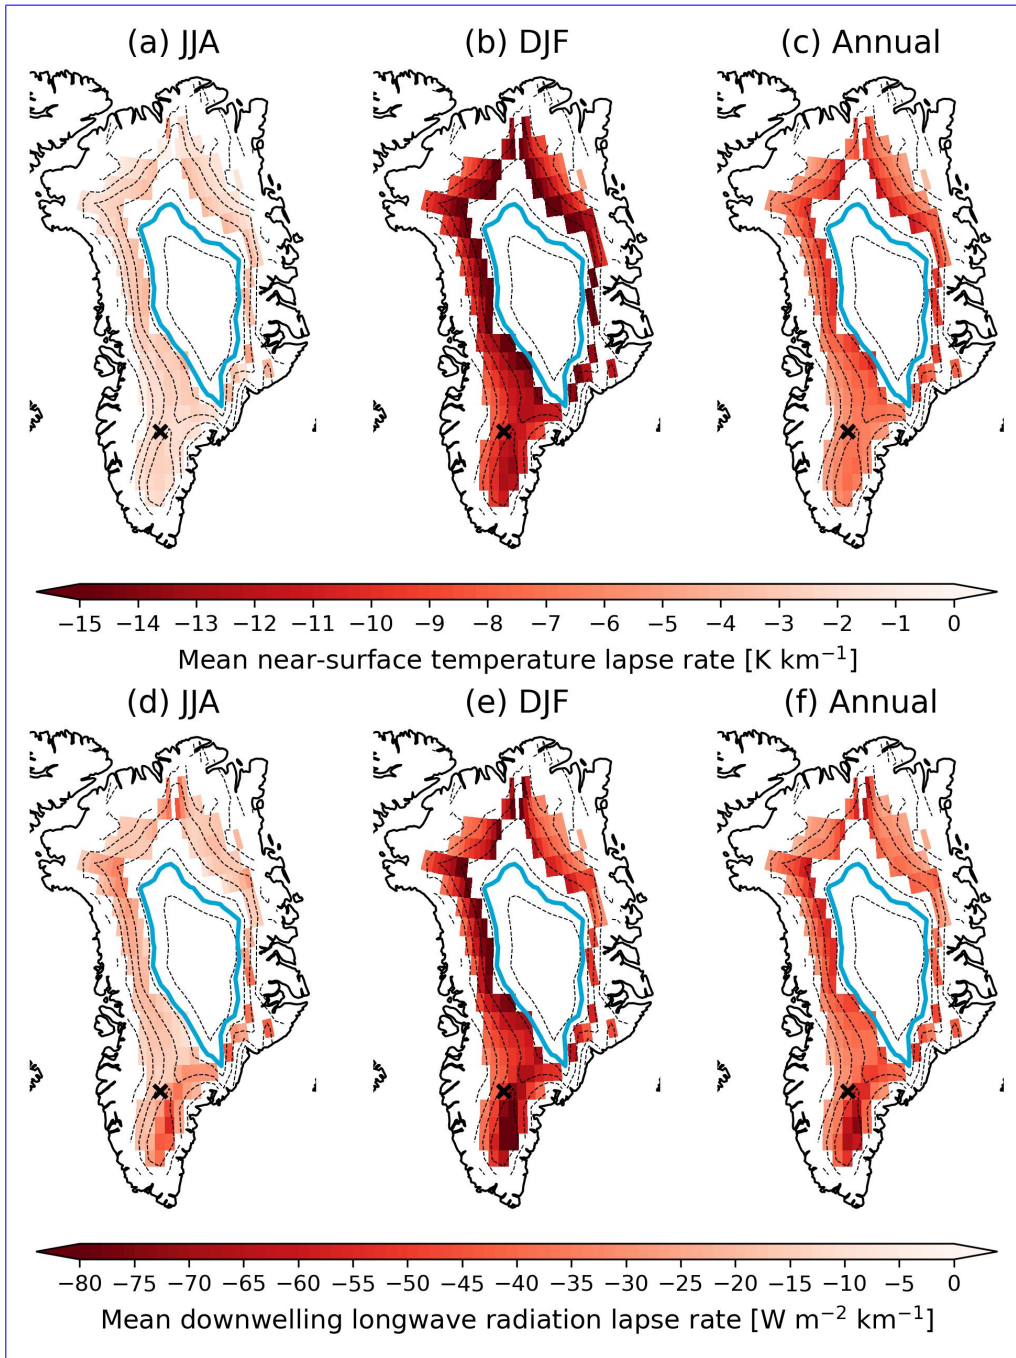 (a) JJA (b) DJF (c) Annual
−15 −14 −13 −12 −11 −10 −9 −8 −7 −6 −5 −4 −3 −2 −1 0
Mean near-surface temperature lapse rate [K km⁻¹]
(d) JJA (e) DJF (f) Annual
−80 −75 −70 −65 −60 −55 −50 −45 −40 −35 −30 −25 −20 −15 −10 −5 0
Mean downwelling longwave radiation lapse rate [W m⁻² km⁻¹]